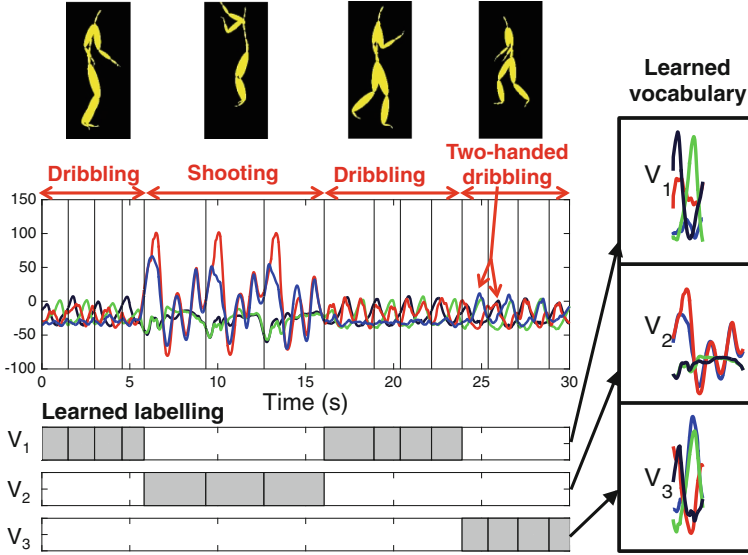 Learned
vocabulary
Dribbling
Shooting
Dribbling
Two-handed
dribbling
150
100
50
0
-50
-100
0
5
10
15
20
25
30
Time (s)
Learned labelling
V1
V2
V3
V1
V2
V3